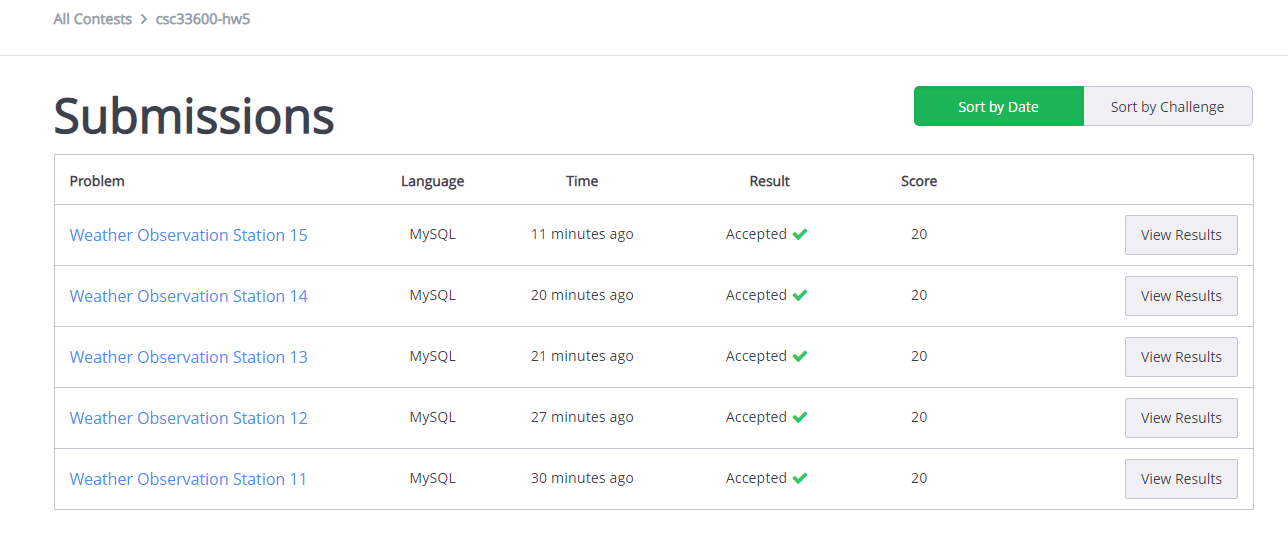 All Contests > csc33600-hw5
Submissions
Sort by Date Sort by Challenge
Problem Language Time Result Score
Weather Observation Station 15 MySQL 11 minutes ago Accepted 20 View Results
Weather Observation Station 14 MySQL 20 minutes ago Accepted 20 View Results
Weather Observation Station 13 MySQL 21 minutes ago Accepted 20 View Results
Weather Observation Station 12 MySQL 27 minutes ago Accepted 20 View Results
Weather Observation Station 11 MySQL 30 minutes ago Accepted 20 View Results